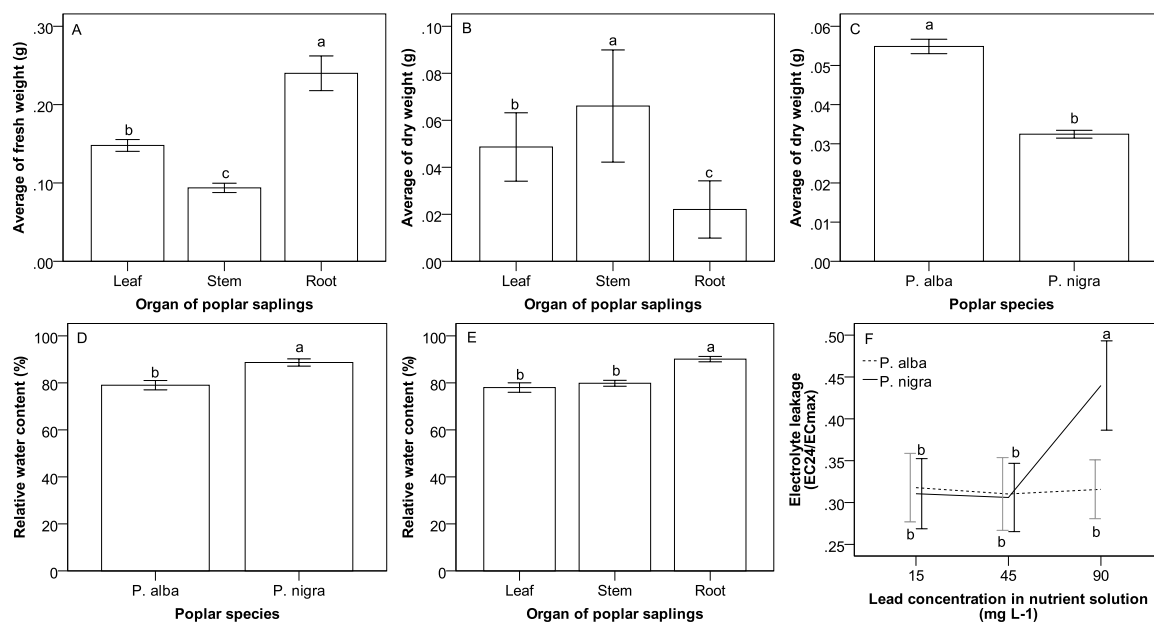 A
Average of fresh weight (g)
.30
.20
.10
.00
b
c
a
Leaf
Stem
Root
Organ of poplar saplings
B
Average of dry weight (g)
.10
.08
.06
.04
.02
.00
b
a
c
Leaf
Stem
Root
Organ of poplar saplings
C
Average of dry weight (g)
.06
.05
.03
.02
.01
.00
a
b
P. alba
P. nigra
Poplar species
D
Relative water content (%)
100
80
60
40
20
0
b
a
P. alba
P. nigra
Poplar species
E
Relative water content (%)
100
80
60
40
20
0
b
b
a
Leaf
Stem
Root
Organ of poplar saplings
F
P. alba
P. nigra
Electrolyte leakage
(EC24/ECmax)
.50
.45
.40
.35
.30
.25
a
b
b
b
b
b
15
45
90
Lead concentration in nutrient solution
(mg L-1)